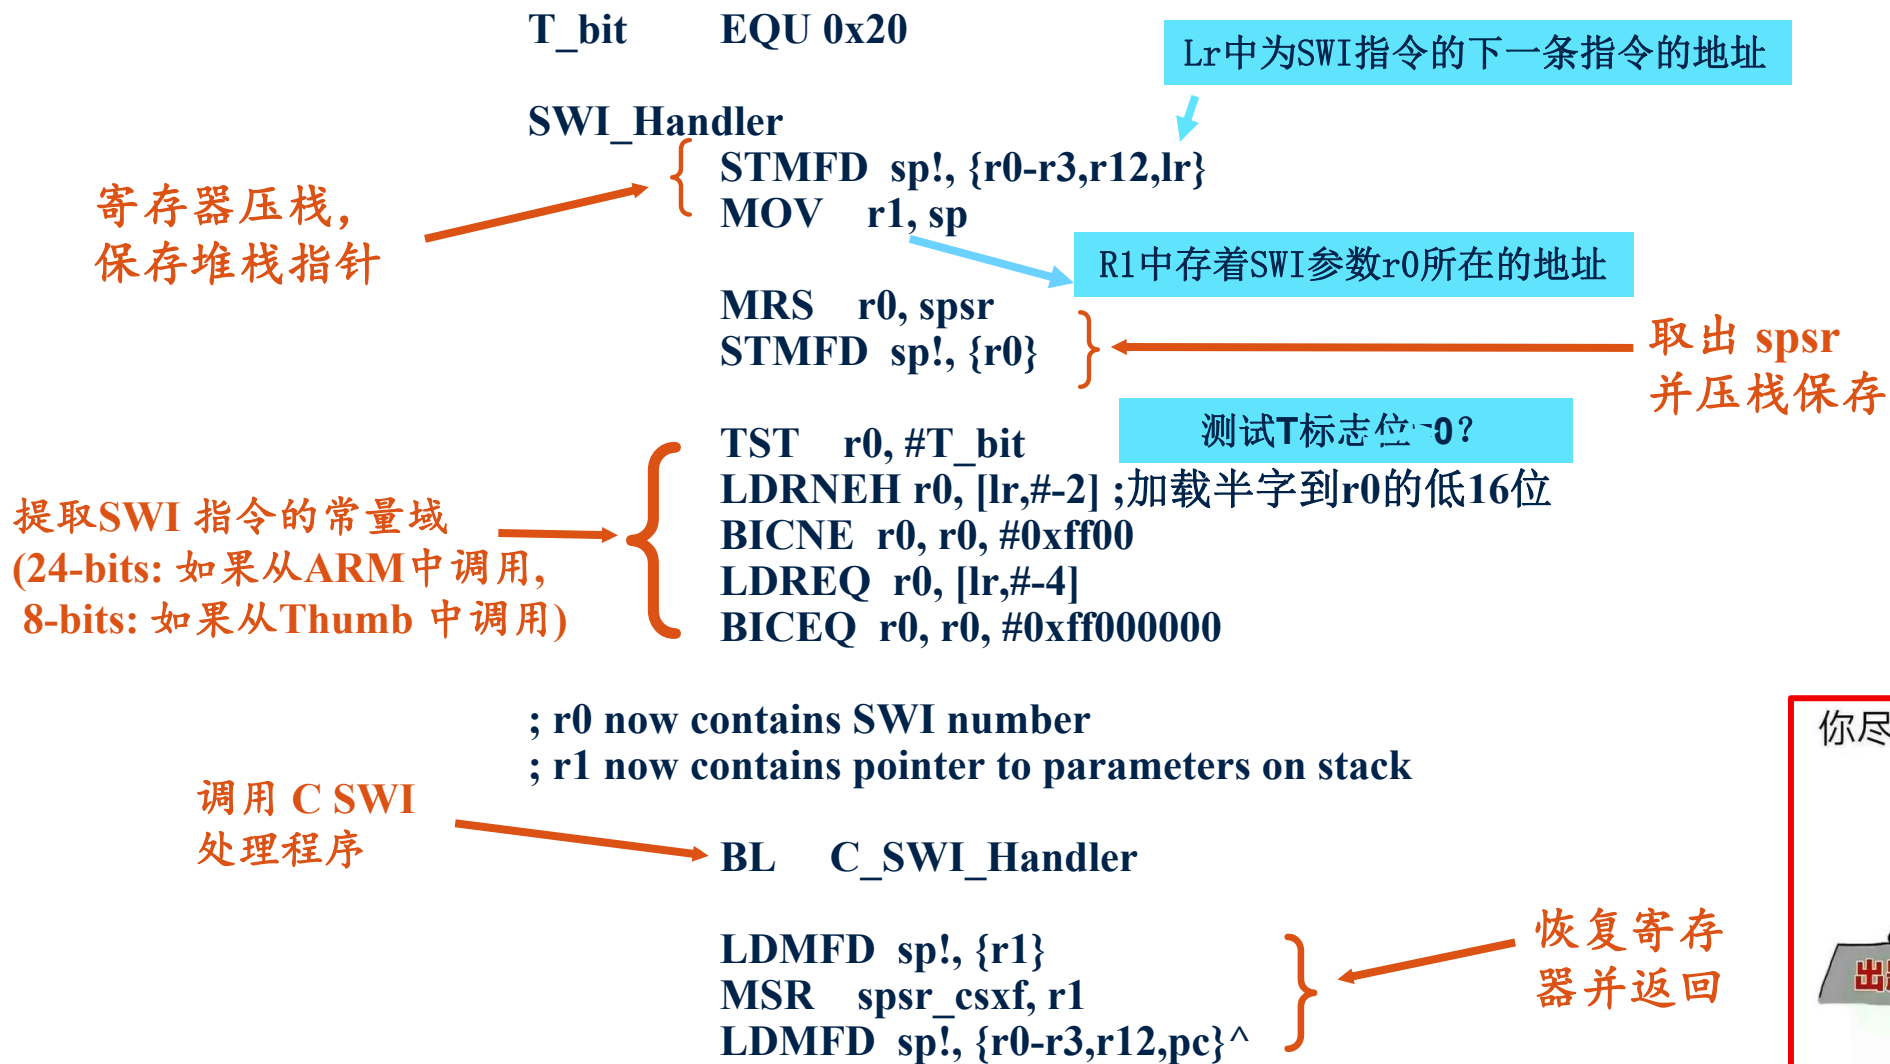 T_bit EQU 0x20
Lr中为SWI指令的下一条指令的地址
SWI_Handler
STMFD sp!, {r0-r3,r12,lr}
MOV r1, sp
寄存器压栈，
保存堆栈指针
R1中存着SWI参数r0所在的地址
MRS r0, spsr
STMFD sp!, {r0}
取出 spsr
并压栈保存
测试T标志位 0?
TST r0, #T_bit
LDRNEH r0, [lr,#-2] ;加载半字到r0的低16位
BICNE r0, r0, #0xff00
LDREQ r0, [lr,#-4]
BICEQ r0, r0, #0xff000000
提取SWI 指令的常量域
(24-bits: 如果从ARM中调用,
8-bits: 如果从Thumb 中调用)
; r0 now contains SWI number
; r1 now contains pointer to parameters on stack
你尽
调用 C SWI
处理程序
BL C_SWI_Handler
LDMFD sp!, {r1}
MSR spsr_csxf, r1
LDMFD sp!, {r0-r3,r12,pc}^
恢复寄存
器并返回
出